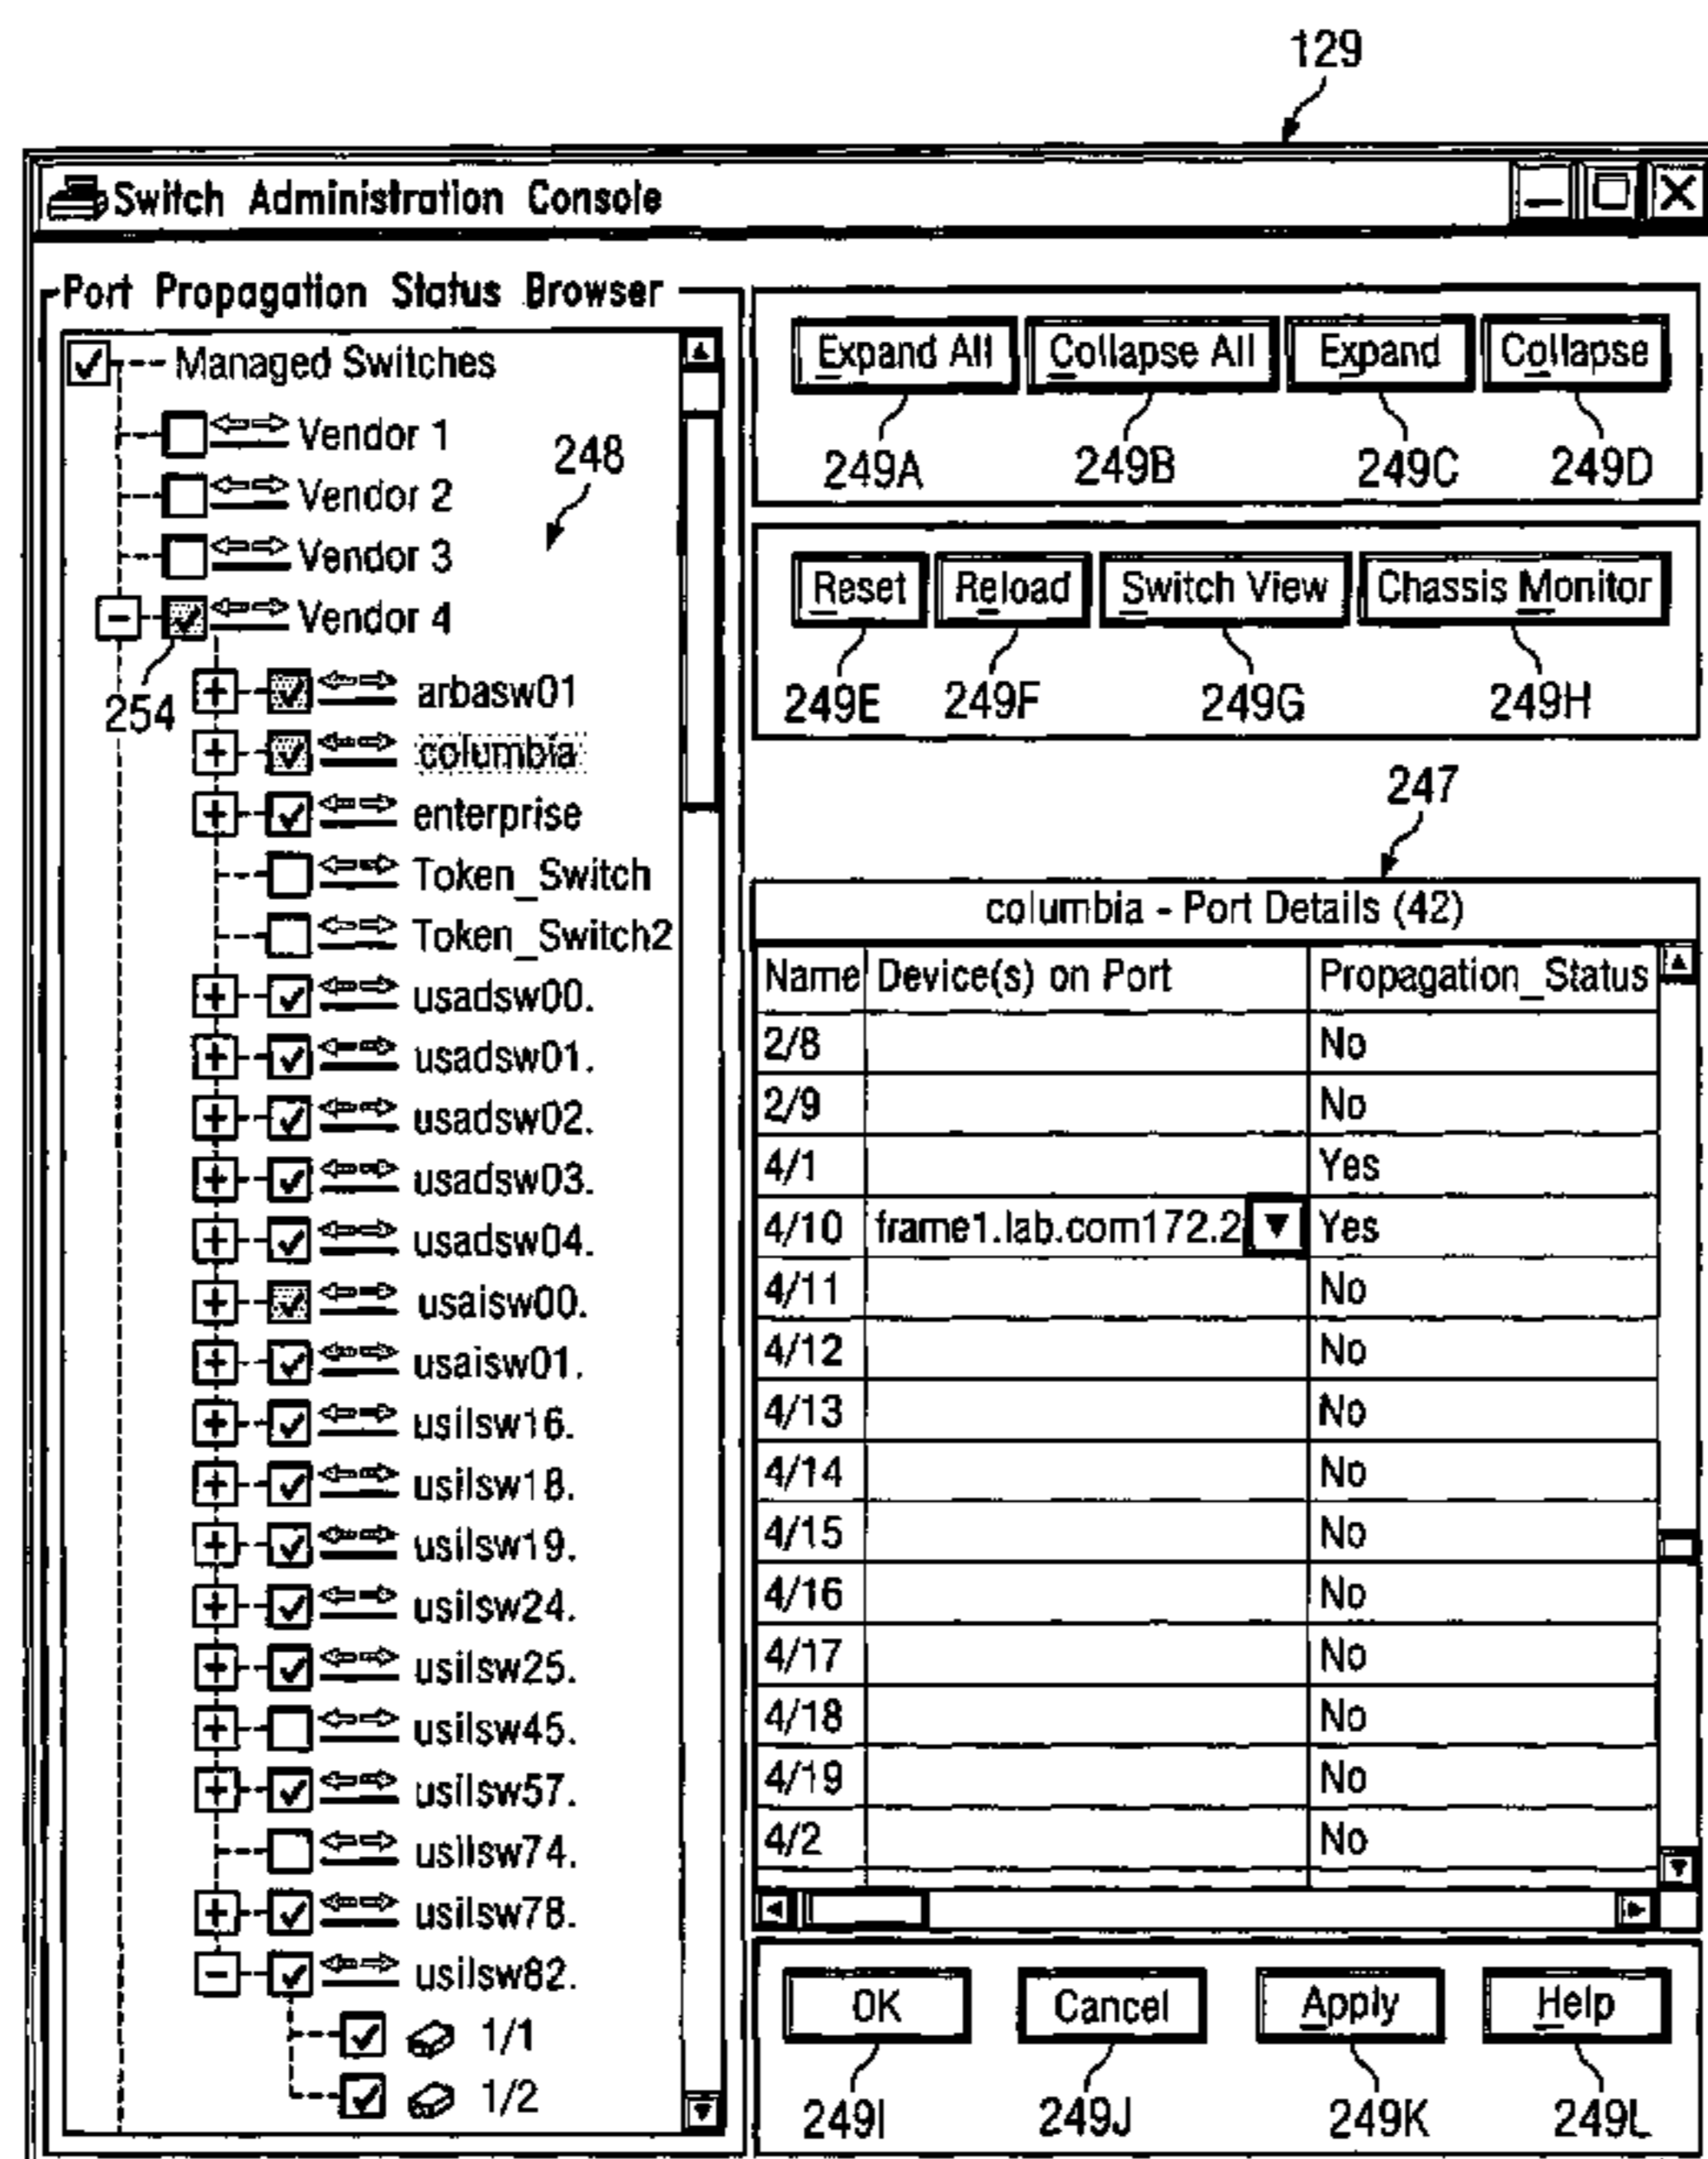 129
Switch Administration Console
Port Propagation Status Browser
Managed Switches
Vendor 1
Vendor 2
Vendor 3
Vendor 4
248
254
arbasw01
columbia
enterprise
Token_Switch
Token_Switch2
usadsw00.
usadsw01.
usadsw02.
usadsw03.
usadsw04.
usaisw00.
usaisw01.
usilsw16.
usilsw18.
usilsw19.
usilsw24.
usilsw25.
usilsw45.
usilsw57.
usilsw74.
usilsw78.
usilsw82.
1/1
1/2
Expand All Collapse All Expand Collapse
249A 249B 249C 249D
Reset Reload Switch View Chassis Monitor
249E 249F 249G 249H
247
columbia - Port Details (42)
Name Device(s) on Port Propagation_Status
2/8 No
2/9 No
4/1 Yes
4/10 frame1.lab.com172.2 Yes
4/11 No
4/12 No
4/13 No
4/14 No
4/15 No
4/16 No
4/17 No
4/18 No
4/19 No
4/2 No
OK Cancel Apply Help
249I 249J 249K 249L